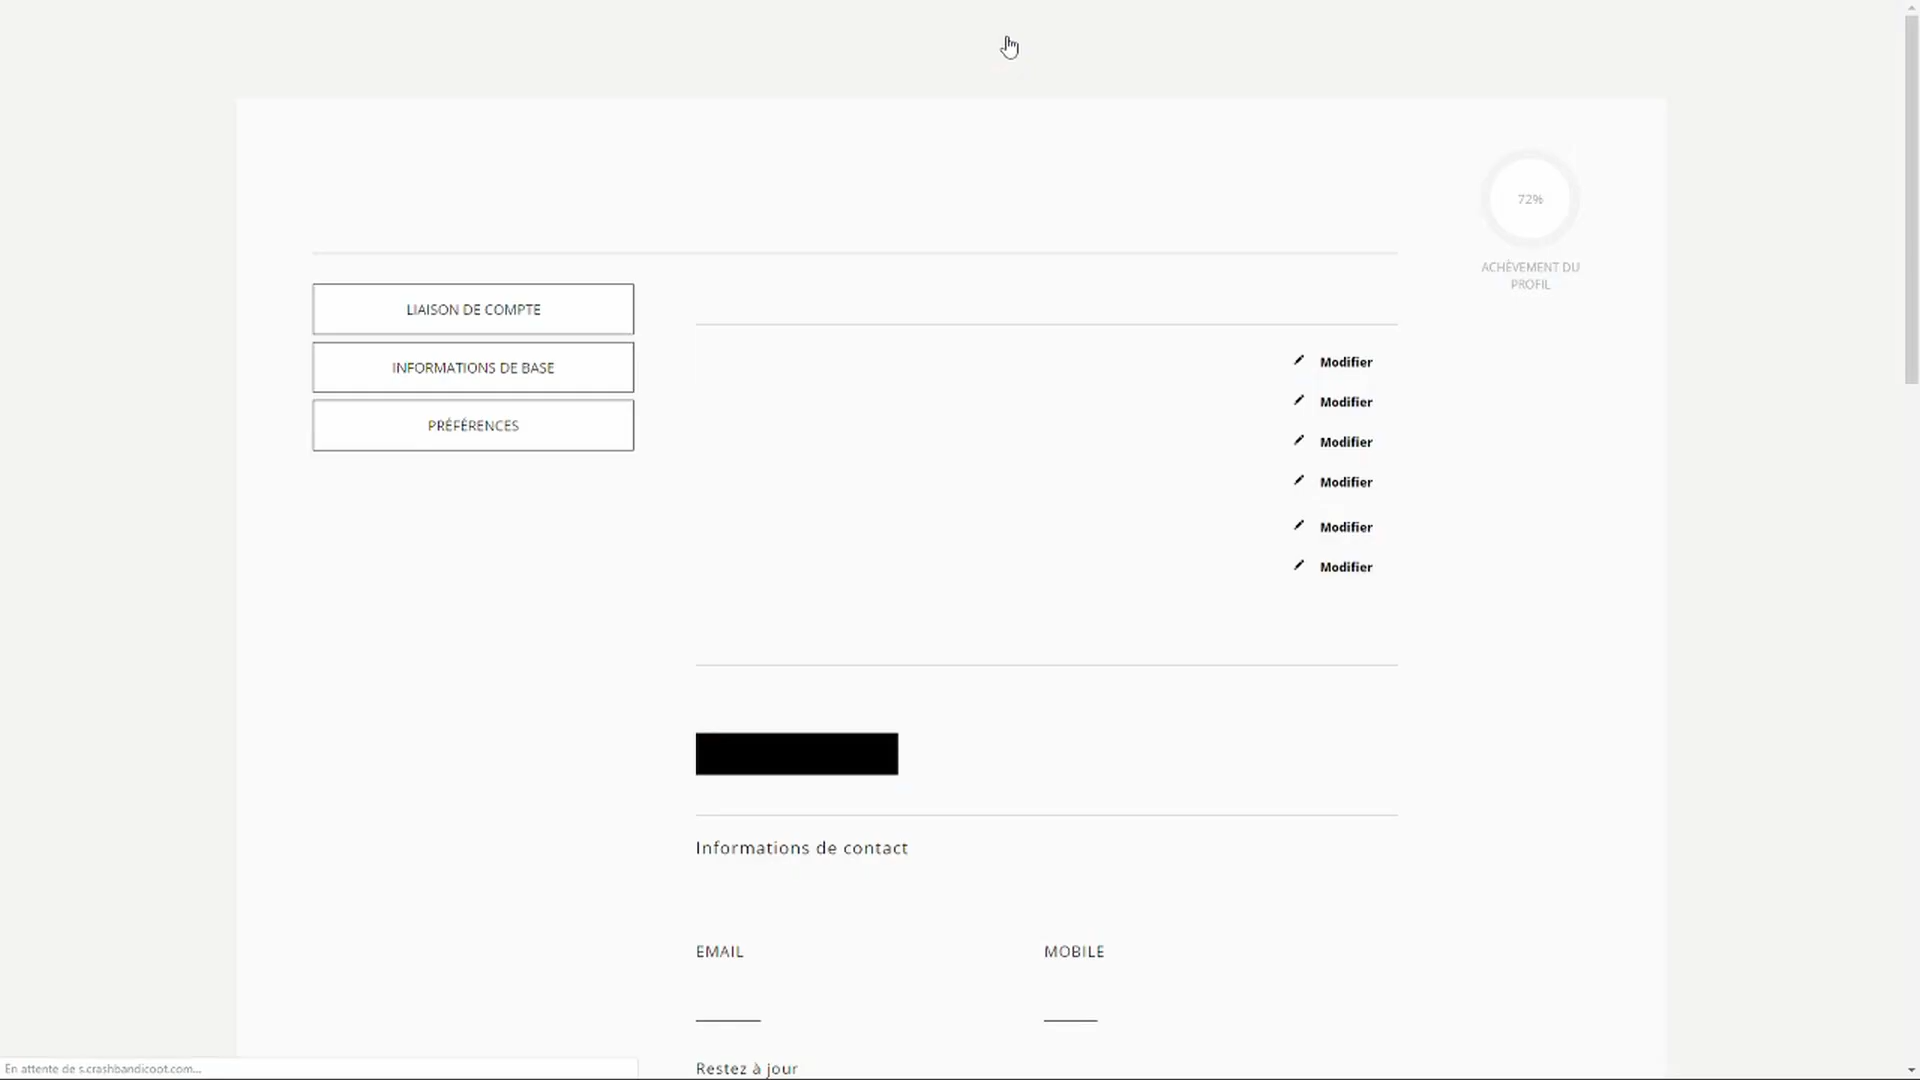 72%
ACHÈVEMENT DU
PROFIL
LIAISON DE COMPTE
INFORMATIONS DE BASE
PRÉFÉRENCES
Modifier
Modifier
Modifier
Modifier
Modifier
Modifier
Informations de contact
EMAIL
MOBILE
Restez à jour
En attente de s.crashbandicoot.com...